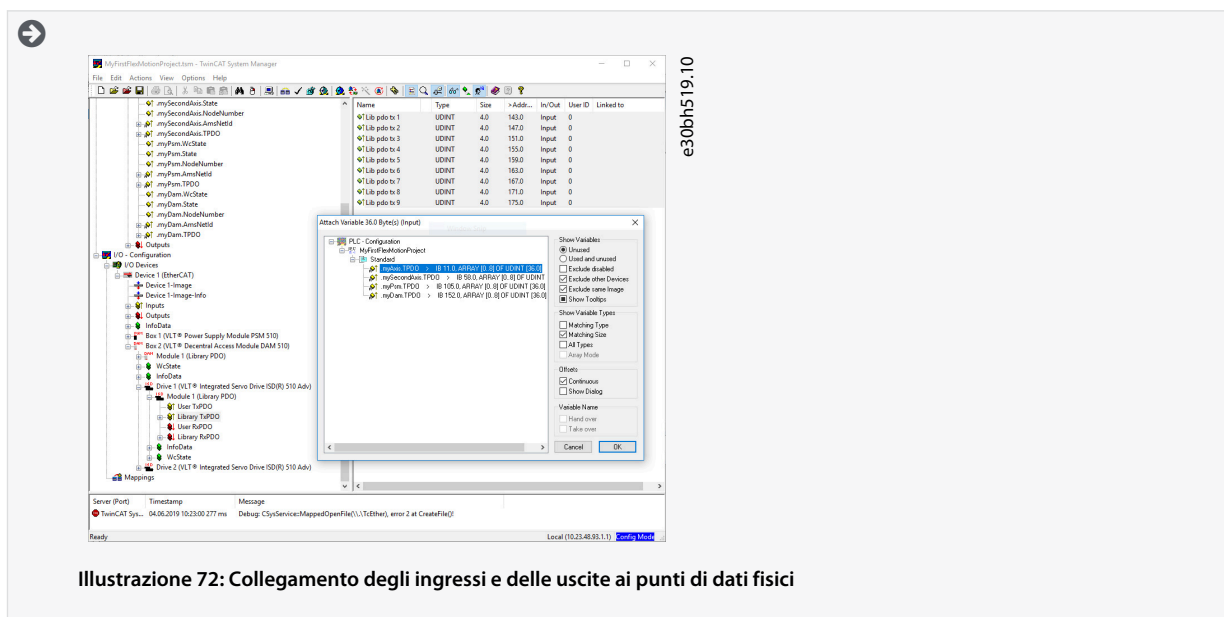 MyFirstFlexMotionProject.tsm - TwinCAT System Manager
File Edit Actions View Options Help
.mySecondAxis.State
.mySecondAxis.NodeNumber
.mySecondAxis.AmsNetId
.mySecondAxis.TPDO
.myPsm.WcState
.myPsm.State
.myPsm.NodeNumber
.myPsm.AmsNetId
.myPsm.TPDO
.myDam.WcState
.myDam.State
.myDam.NodeNumber
.myDam.AmsNetId
.myDam.TPDO
Outputs
I/O - Configuration
I/O Devices
Device 1 (EtherCAT)
Device 1-Image
Device 1-Image-Info
Inputs
Outputs
InfoData
Box 1 (VLT® Power Supply Module PSM 510)
Box 2 (VLT® Decentral Access Module DAM 510)
Module 1 (Library PDO)
WcState
InfoData
Drive 1 (VLT® Integrated Servo Drive ISD(R) 510 Adv)
Module 1 (Library PDO)
User TxPDO
Library TxPDO
User RxPDO
Library RxPDO
InfoData
WcState
Drive 2 (VLT® Integrated Servo Drive ISD(R) 510 Adv)
Mappings
Name Type Size >Addr... In/Out User ID Linked to
Lib pdo tx 1 UDINT 4.0 143.0 Input 0
Lib pdo tx 2 UDINT 4.0 147.0 Input 0
Lib pdo tx 3 UDINT 4.0 151.0 Input 0
Lib pdo tx 4 UDINT 4.0 155.0 Input 0
Lib pdo tx 5 UDINT 4.0 159.0 Input 0
Lib pdo tx 6 UDINT 4.0 163.0 Input 0
Lib pdo tx 7 UDINT 4.0 167.0 Input 0
Lib pdo tx 8 UDINT 4.0 171.0 Input 0
Lib pdo tx 9 UDINT 4.0 175.0 Input 0
Attach Variable 36.0 Byte(s) (Input)
PLC - Configuration
MyFirstFlexMotionProject
Standard
.myAxis.TPDO > IB 11.0, ARRAY [0..8] OF UDINT [36.0]
.mySecondAxis.TPDO > IB 58.0, ARRAY [0..8] OF UDINT
.myPsm.TPDO > IB 105.0, ARRAY [0..8] OF UDINT [36.0]
.myDam.TPDO > IB 152.0, ARRAY [0..8] OF UDINT [36.0]
Show Variables
Unused
Used and unused
Exclude disabled
Exclude other Devices
Exclude same Image
Show Tooltips
Show Variable Types
Matching Type
Matching Size
All Types
Array Mode
Offsets
Continuous
Show Dialog
Variable Name
Hand over
Take over
Cancel OK
Server (Port) Timestamp Message
TwinCAT Sys... 04.06.2019 10:23:00 277 ms Debug: CSysService::MappedOpenFile(\\.\TcEther), error 2 at CreateFile()!
Ready Local (10.23.48.93.1.1) Config Mode
e30bh519.10
Illustrazione 72: Collegamento degli ingressi e delle uscite ai punti di dati fisici